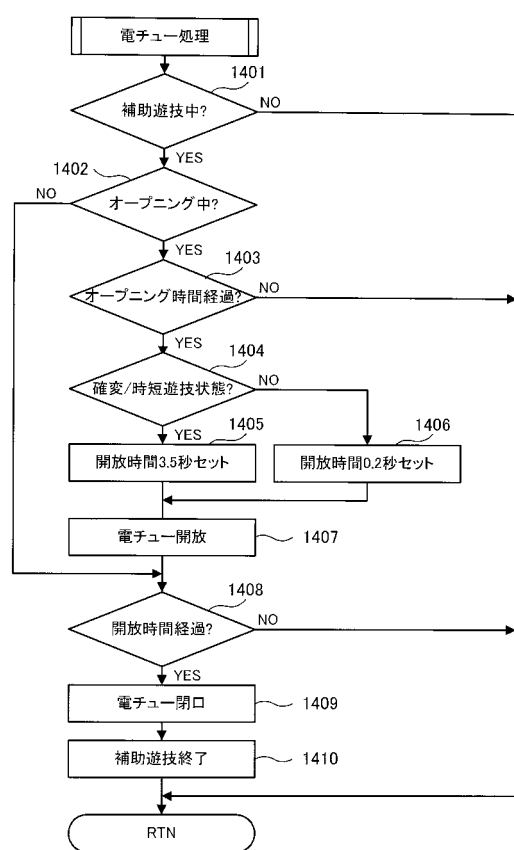 電チュー処理
1401
補助遊技中?
NO
YES
1402
NO
オープニング中?
YES
1403
オープニング時間経過?
NO
YES
1404
確変/時短遊技状態?
NO
YES
1405
1406
開放時間3.5秒セット
開放時間0.2秒セット
電チュー開放
1407
1408
開放時間経過?
NO
YES
電チュー閉口
1409
補助遊技終了
1410
RTN